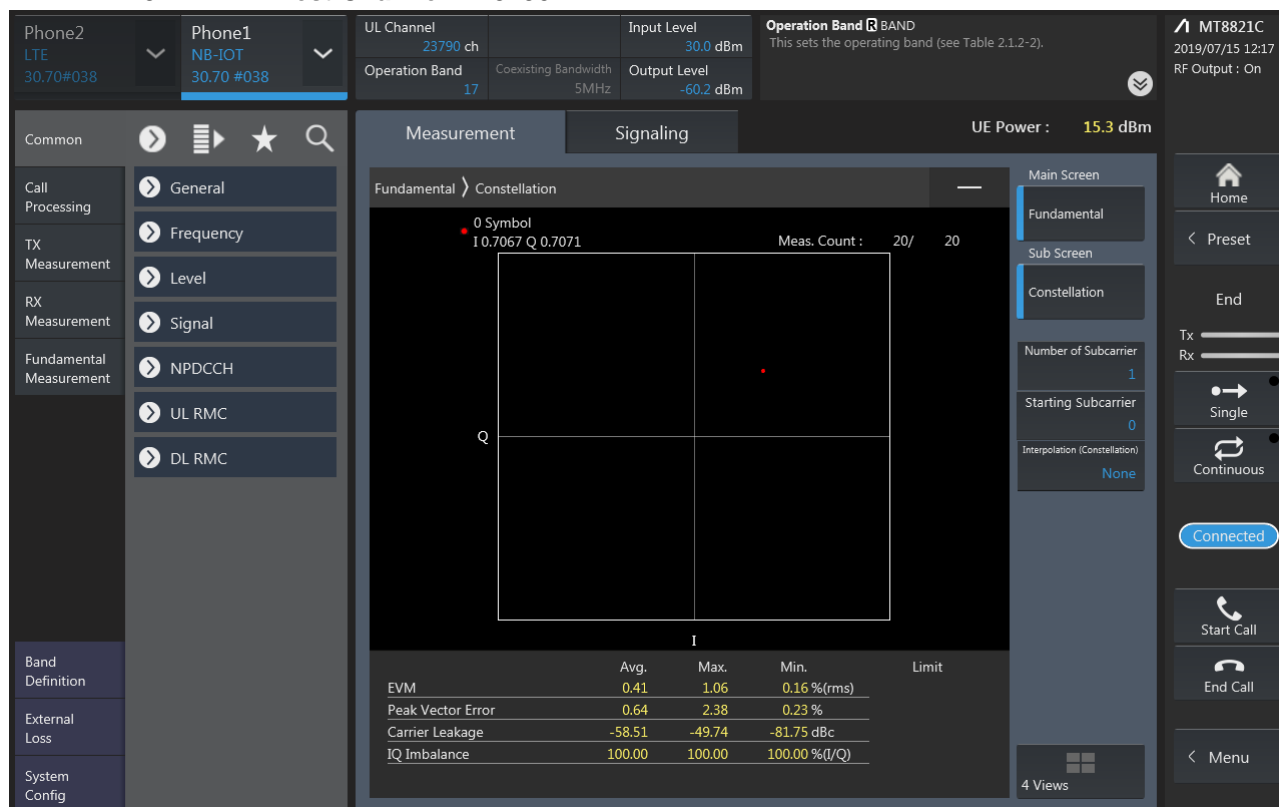 Phone2
LTE
30.70#038
Phone1
NB-IOT
30.70 #038
UL Channel
23790 ch
Operation Band
17
Coexisting Bandwidth
5MHz
Input Level
30.0 dBm
Output Level
-60.2 dBm
Operation Band R BAND
This sets the operating band (see Table 2.1.2-2).
MT8821C
2019/07/15 12:17
RF Output : On
Common
Call
Processing
TX
Measurement
RX
Measurement
Fundamental
Measurement
Band
Definition
External
Loss
System
Config
General
Frequency
Level
Signal
NPDCCH
UL RMC
DL RMC
Measurement
Signaling
UE Power : 15.3 dBm
Fundamental 〉 Constellation
0 Symbol
I 0.7067 Q 0.7071
Meas. Count : 20/ 20
Q
I
Avg. Max. Min. Limit
EVM 0.41 1.06 0.16 %(rms)
Peak Vector Error 0.64 2.38 0.23 %
Carrier Leakage -58.51 -49.74 -81.75 dBc
IQ Imbalance 100.00 100.00 100.00 %(I/Q)
Main Screen
Fundamental
Sub Screen
Constellation
Number of Subcarrier
1
Starting Subcarrier
0
Interpolation (Constellation)
None
4 Views
Home
< Preset
End
Tx
Rx
Single
Continuous
Connected
Start Call
End Call
< Menu